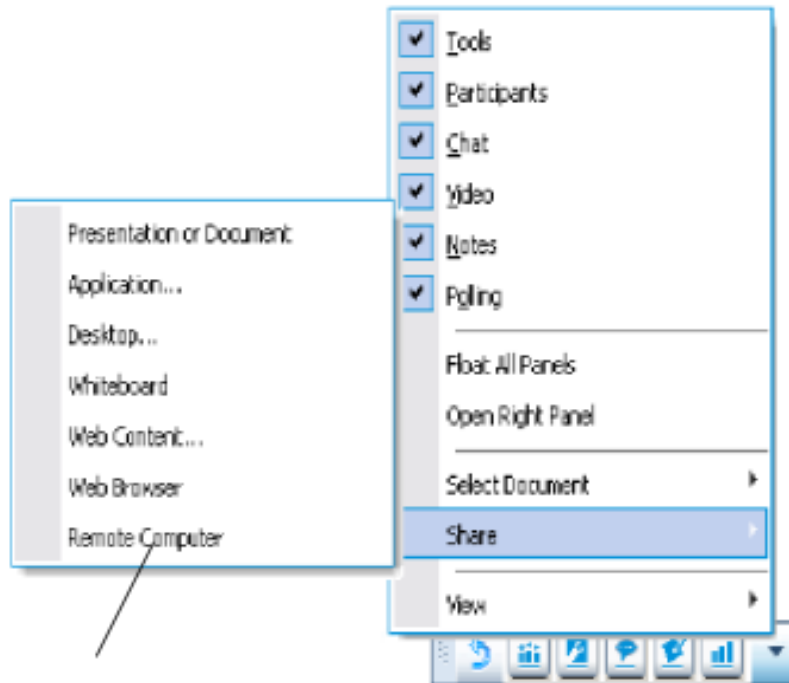 Tools
Participants
Chat
Video
Notes
Polling
Float All Panels
Open Right Panel
Select Document
Share
View
Presentation or Document
Application...
Desktop...
Whiteboard
Web Content...
Web Browser
Remote Computer